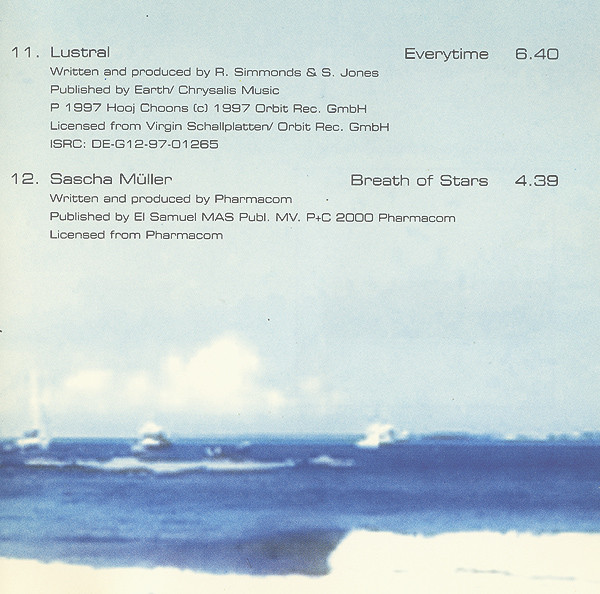 11. Lustral Everytime 6.40
Written and produced by R. Simmonds & S. Jones
Published by Earth/ Chrysalis Music
P 1997 Hooj Choons (c) 1997 Orbit Rec. GmbH
Licensed from Virgin Schallplatten/ Orbit Rec. GmbH
ISRC: DE-G12-97-01265
12. Sascha Müller Breath of Stars 4.39
Written and produced by Pharmacom
Published by El Samuel MAS Publ. MV. P+C 2000 Pharmacom
Licensed from Pharmacom